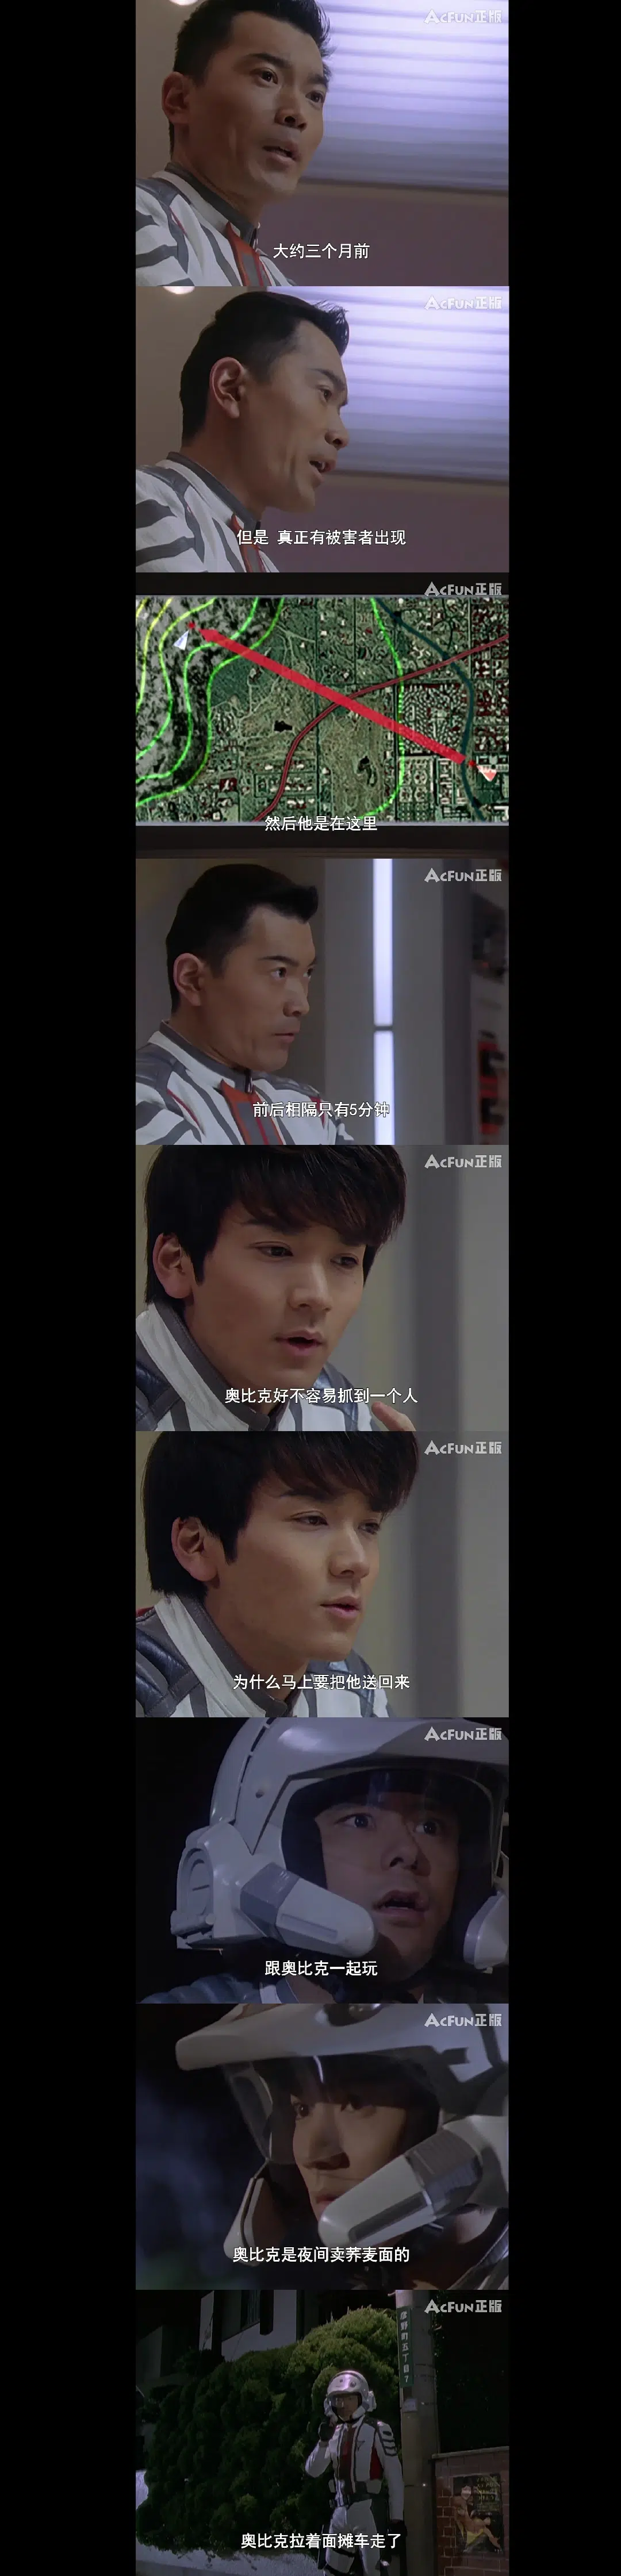 AcFun正版
大约三个月前
AcFun正版
但是 真正有被害者出现
AcFun正版
然后他是在这里
AcFun正版
前后相隔只有5分钟
AcFun正版
奥比克好不容易抓到一个人
AcFun正版
为什么马上要把他送回来
AcFun正版
跟奥比克一起玩
AcFun正版
奥比克是夜间卖荞麦面的
AcFun正版
奥比克拉着面摊车走了